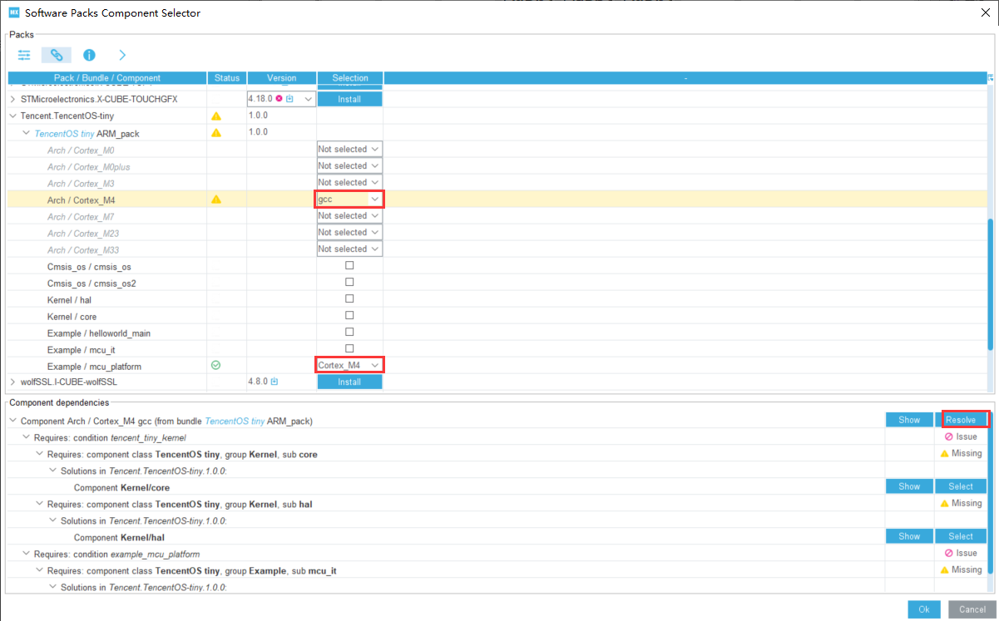 MX Software Packs Component Selector
Packs
Pack / Bundle / Component Status Version Selection -
STMicroelectronics.X-CUBE-TOUCHGFX 4.18.0 Install
Tencent.TencentOS-tiny 1.0.0
TencentOS tiny ARM_pack 1.0.0
Arch / Cortex_M0 Not selected
Arch / Cortex_M0plus Not selected
Arch / Cortex_M3 Not selected
Arch / Cortex_M4 gcc
Arch / Cortex_M7 Not selected
Arch / Cortex_M23 Not selected
Arch / Cortex_M33 Not selected
Cmsis_os / cmsis_os
Cmsis_os / cmsis_os2
Kernel / hal
Kernel / core
Example / helloworld_main
Example / mcu_it
Example / mcu_platform Cortex_M4
wolfSSL.I-CUBE-wolfSSL 4.8.0 Install
Component dependencies
Component Arch / Cortex_M4 gcc (from bundle TencentOS tiny ARM_pack) Show Resolve
Requires: condition tencent_tiny_kernel Issue
Requires: component class TencentOS tiny, group Kernel, sub core Missing
Solutions in Tencent.TencentOS-tiny.1.0.0:
Component Kernel/core Show Select
Requires: component class TencentOS tiny, group Kernel, sub hal Missing
Solutions in Tencent.TencentOS-tiny.1.0.0:
Component Kernel/hal Show Select
Requires: condition example_mcu_platform Issue
Requires: component class TencentOS tiny, group Example, sub mcu_it Missing
Solutions in Tencent.TencentOS-tiny.1.0.0:
Ok Cancel